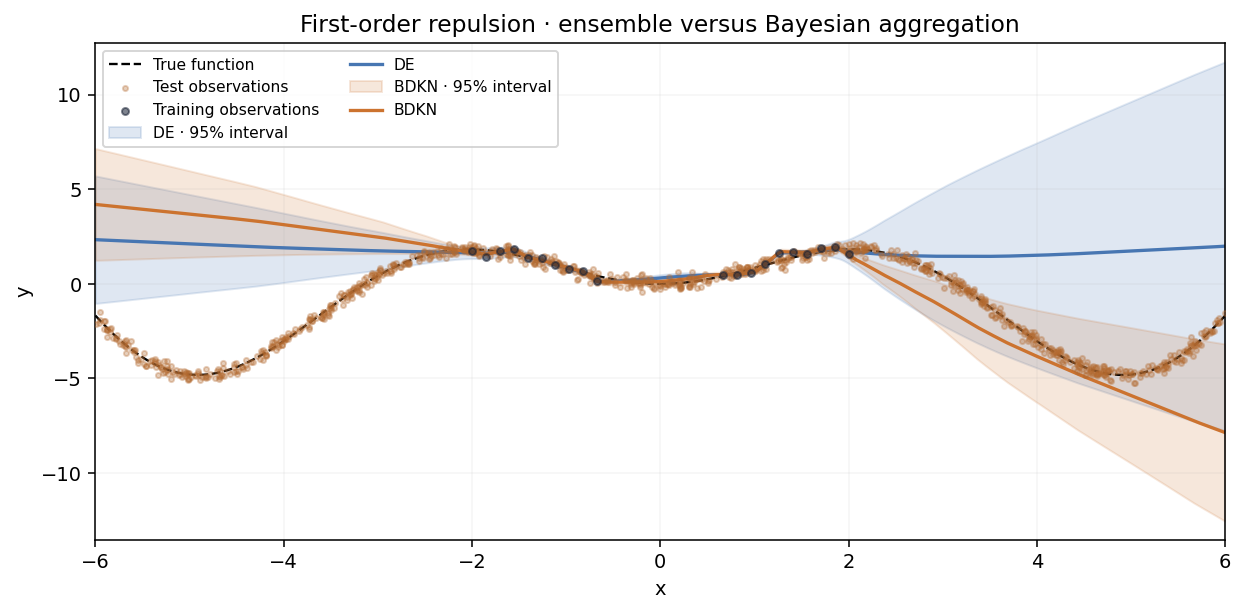 First-order repulsion · ensemble versus Bayesian aggregation
True function
Test observations
Training observations
DE · 95% interval
DE
BDKN · 95% interval
BDKN
10
5
0
−5
−10
y
−6
−4
−2
0
2
4
6
x